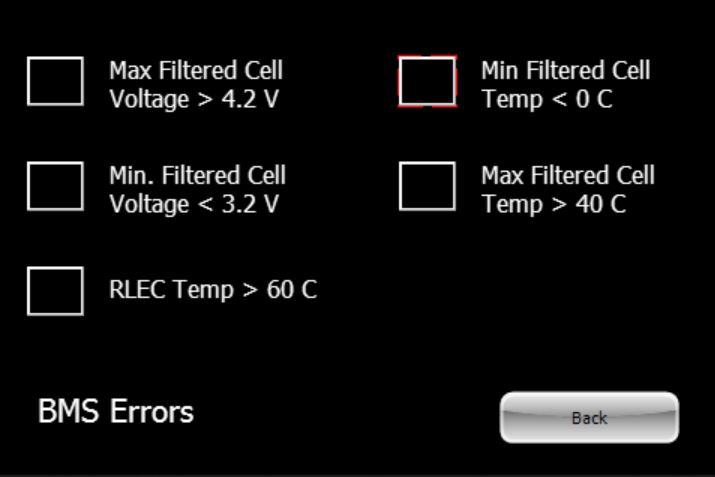 Max Filtered Cell
Voltage > 4.2 V
Min Filtered Cell
Temp < 0 C
Min. Filtered Cell
Voltage < 3.2 V
Max Filtered Cell
Temp > 40 C
RLEC Temp > 60 C
BMS Errors
Back